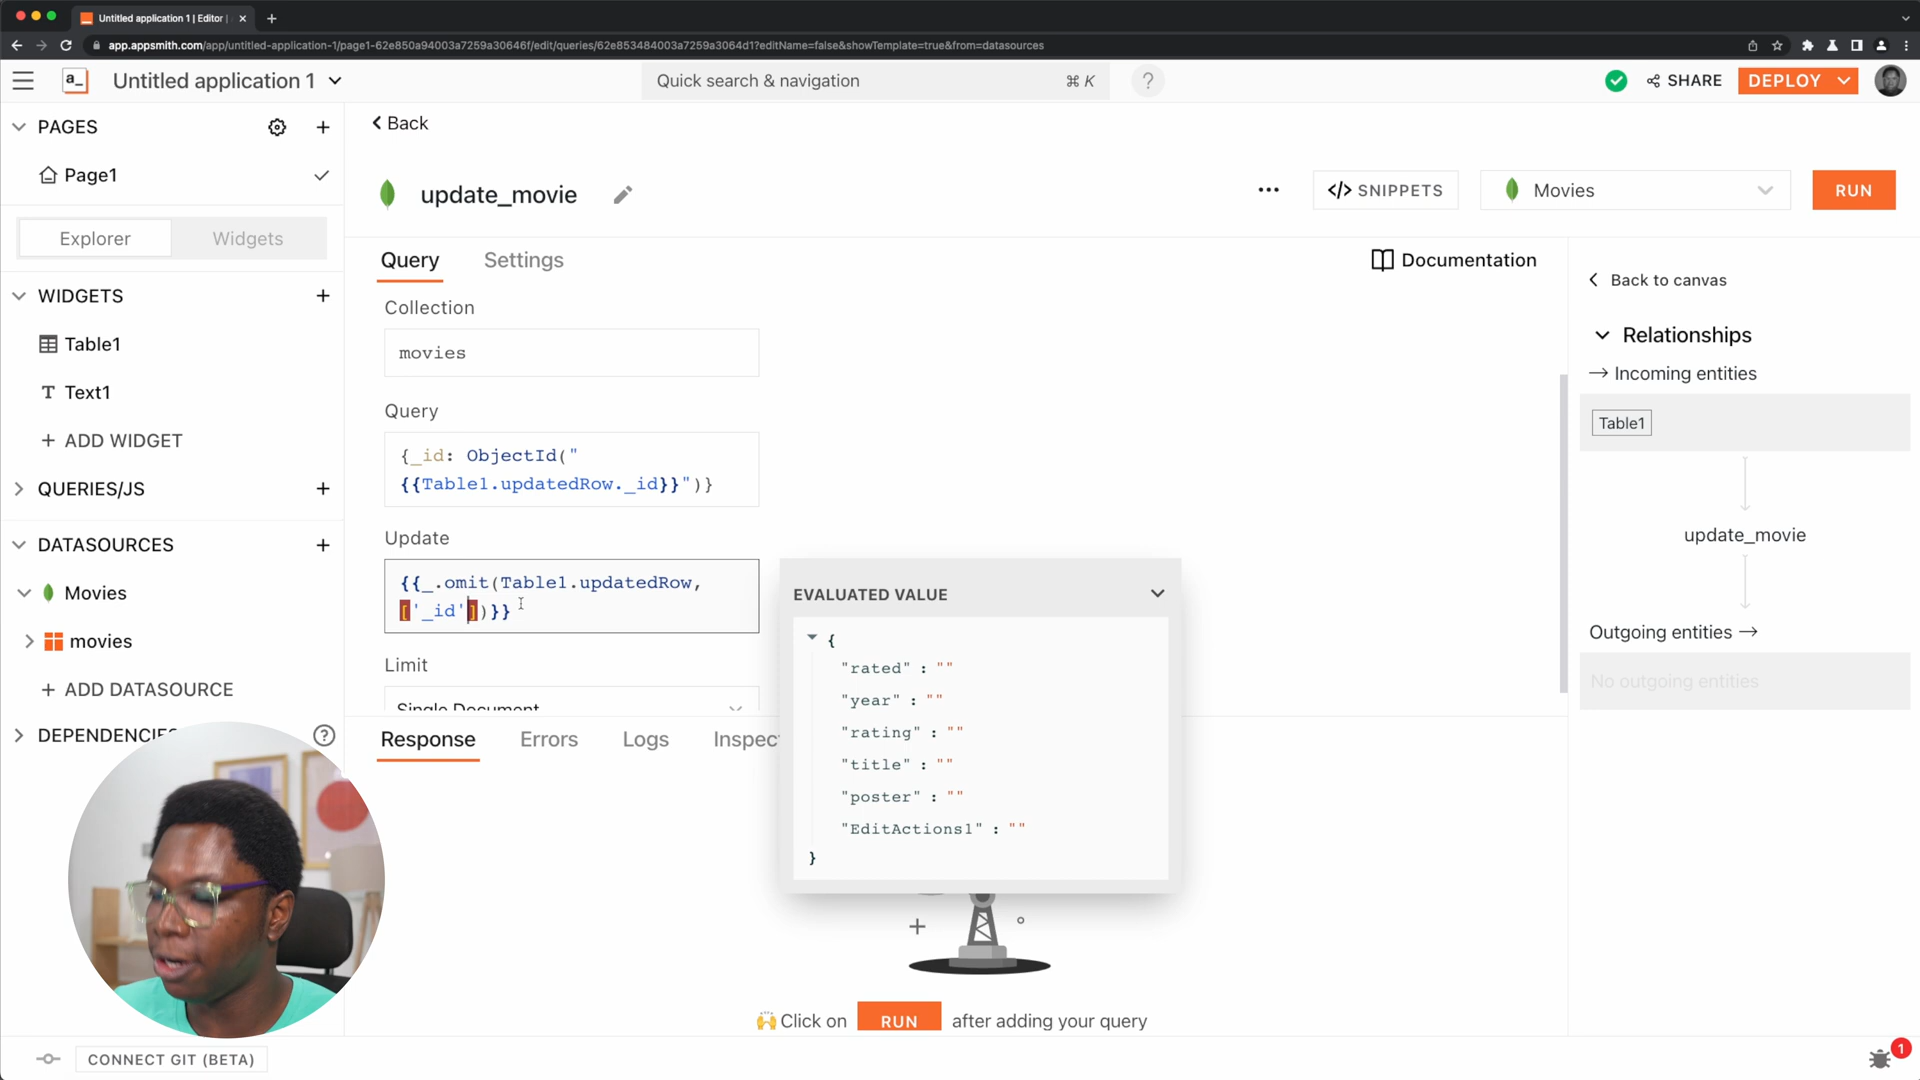 Untitled application 1 | Editor |
app.appsmith.com/app/untitled-application-1/page1-62e850a94003a7259a30646f/edit/queries/62e853484003a7259a3064d1?editName=false&showTemplate=true&from=datasources
a_
Untitled application 1
Quick search & navigation
⌘ K
?
SHARE
DEPLOY
PAGES
Page1
Explorer
Widgets
WIDGETS
Table1
Text1
+ ADD WIDGET
QUERIES/JS
DATASOURCES
Movies
movies
+ ADD DATASOURCE
DEPENDENCIES
?
CONNECT GIT (BETA)
Back
update_movie
</> SNIPPETS
Movies
RUN
Query
Settings
Documentation
Collection
movies
Query
{_id: ObjectId("
{{Table1.updatedRow._id}}")}
Update
{{_.omit(Table1.updatedRow,
['_id'])}}
Limit
Single Document
EVALUATED VALUE
{
"rated" : ""
"year" : ""
"rating" : ""
"title" : ""
"poster" : ""
"EditActions1" : ""
}
Response
Errors
Logs
Inspec
🙌 Click on RUN after adding your query
Back to canvas
Relationships
→ Incoming entities
Table1
update_movie
Outgoing entities →
No outgoing entities
1